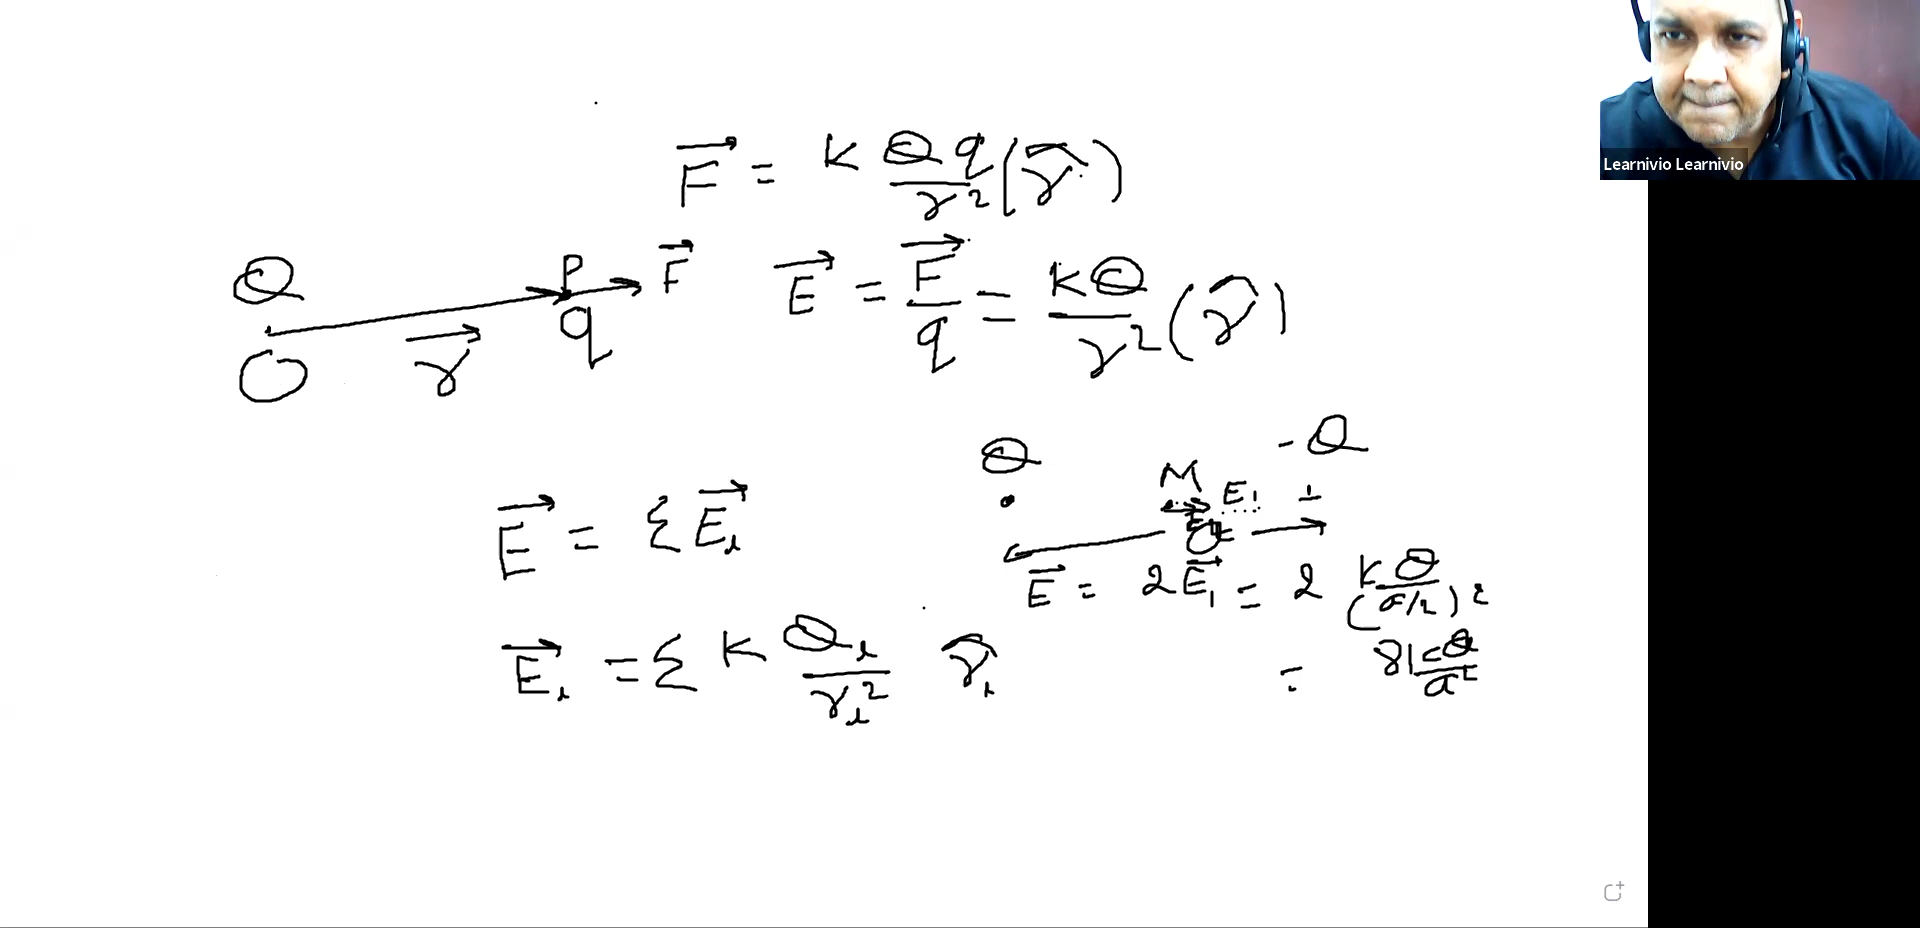 Learnivio Learnivio
F⃗ = K Qq/r² (r̂)
Q
P
F⃗
O
r⃗
q
E⃗ = F⃗/q = KQ/r² (r̂)
Q
-Q
M
E₁
a
E⃗ = ΣE⃗ᵢ
E⃗ = 2E⃗₁ = 2 KQ/(a/2)²
E⃗ᵢ = Σ K Qᵢ/rᵢ² r̂ᵢ
= 8KQ/a²